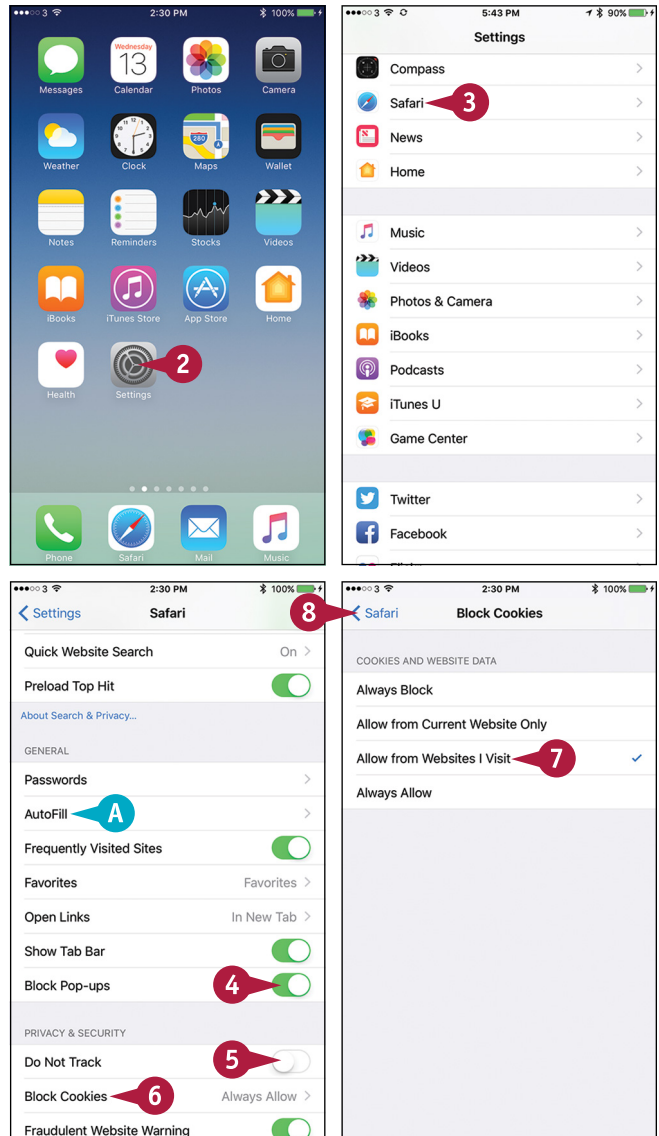 3 2:30 PM 100%
Wednesday
13
Messages Calendar Photos Camera
12
280
Weather Clock Maps Wallet
Notes Reminders Stocks Videos
iBooks iTunes Store App Store Home
2
Health Settings
Phone Safari Mail Music
3 5:43 PM 90%
Settings
Compass
Safari 3
News
Home
Music
Videos
Photos & Camera
iBooks
Podcasts
iTunes U
Game Center
Twitter
Facebook
3 2:30 PM 100%
Settings Safari
Quick Website Search On
Preload Top Hit
About Search & Privacy...
GENERAL
Passwords
AutoFill A
Frequently Visited Sites
Favorites Favorites
Open Links In New Tab
Show Tab Bar
Block Pop-ups 4
PRIVACY & SECURITY
Do Not Track 5
Block Cookies 6 Always Allow
Fraudulent Website Warning
3 2:30 PM 100%
8 Safari Block Cookies
COOKIES AND WEBSITE DATA
Always Block
Allow from Current Website Only
Allow from Websites I Visit 7
Always Allow